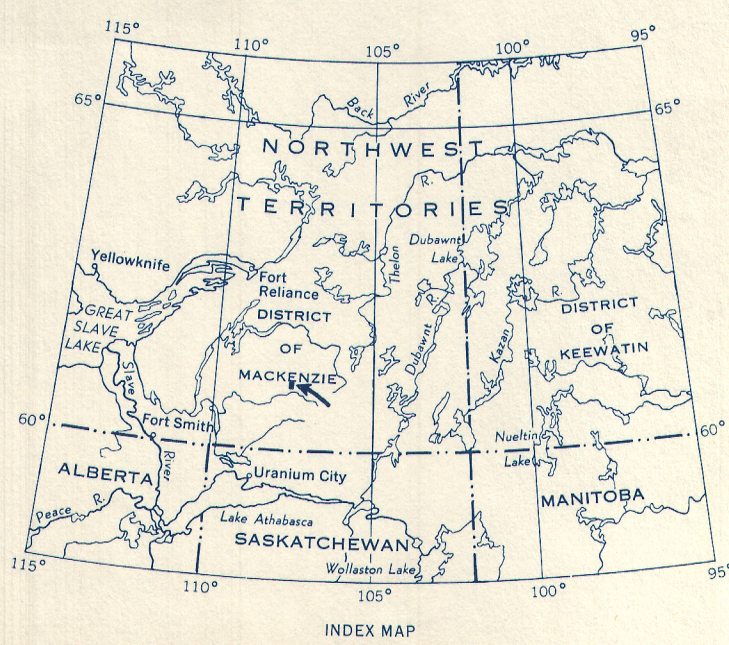 115°
110°
105°
100°
95°
65°
65°
Back River
NORTHWEST
R.
TERRITORIES
Dubawnt
Lake
Thelon
Yellowknife
Fort
Reliance
GREAT
SLAVE
LAKE
DISTRICT
OF
MACKENZIE
R.
Dubawnt
R.
Kazan
DISTRICT
OF
KEEWATIN
Slave
River
60°
Fort Smith
60°
Nueltin
Lake
ALBERTA
Uranium City
MANITOBA
Peace R.
Lake Athabasca
SASKATCHEWAN
Wollaston Lake
115°
110°
105°
100°
95°
INDEX MAP